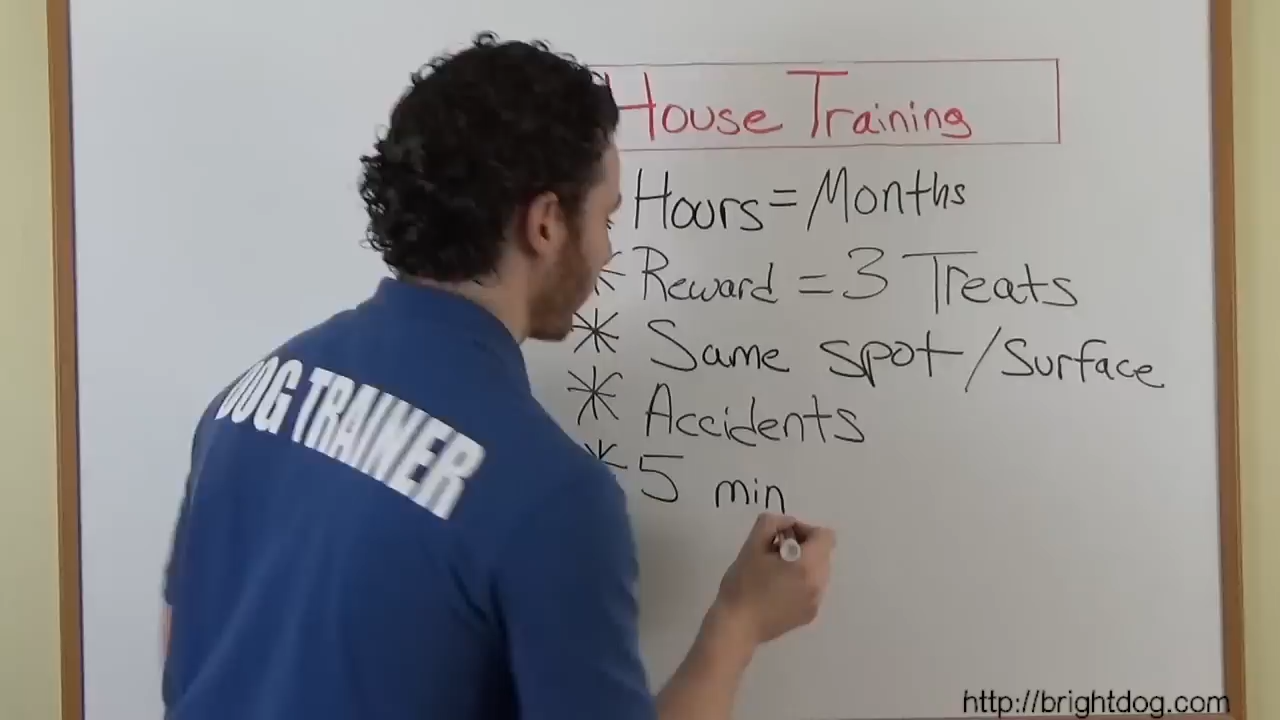 House Training
Hours = Months
* Reward = 3 Treats
* Same spot / Surface
* Accidents
* 5 min
DOG TRAINER
http://brightdog.com